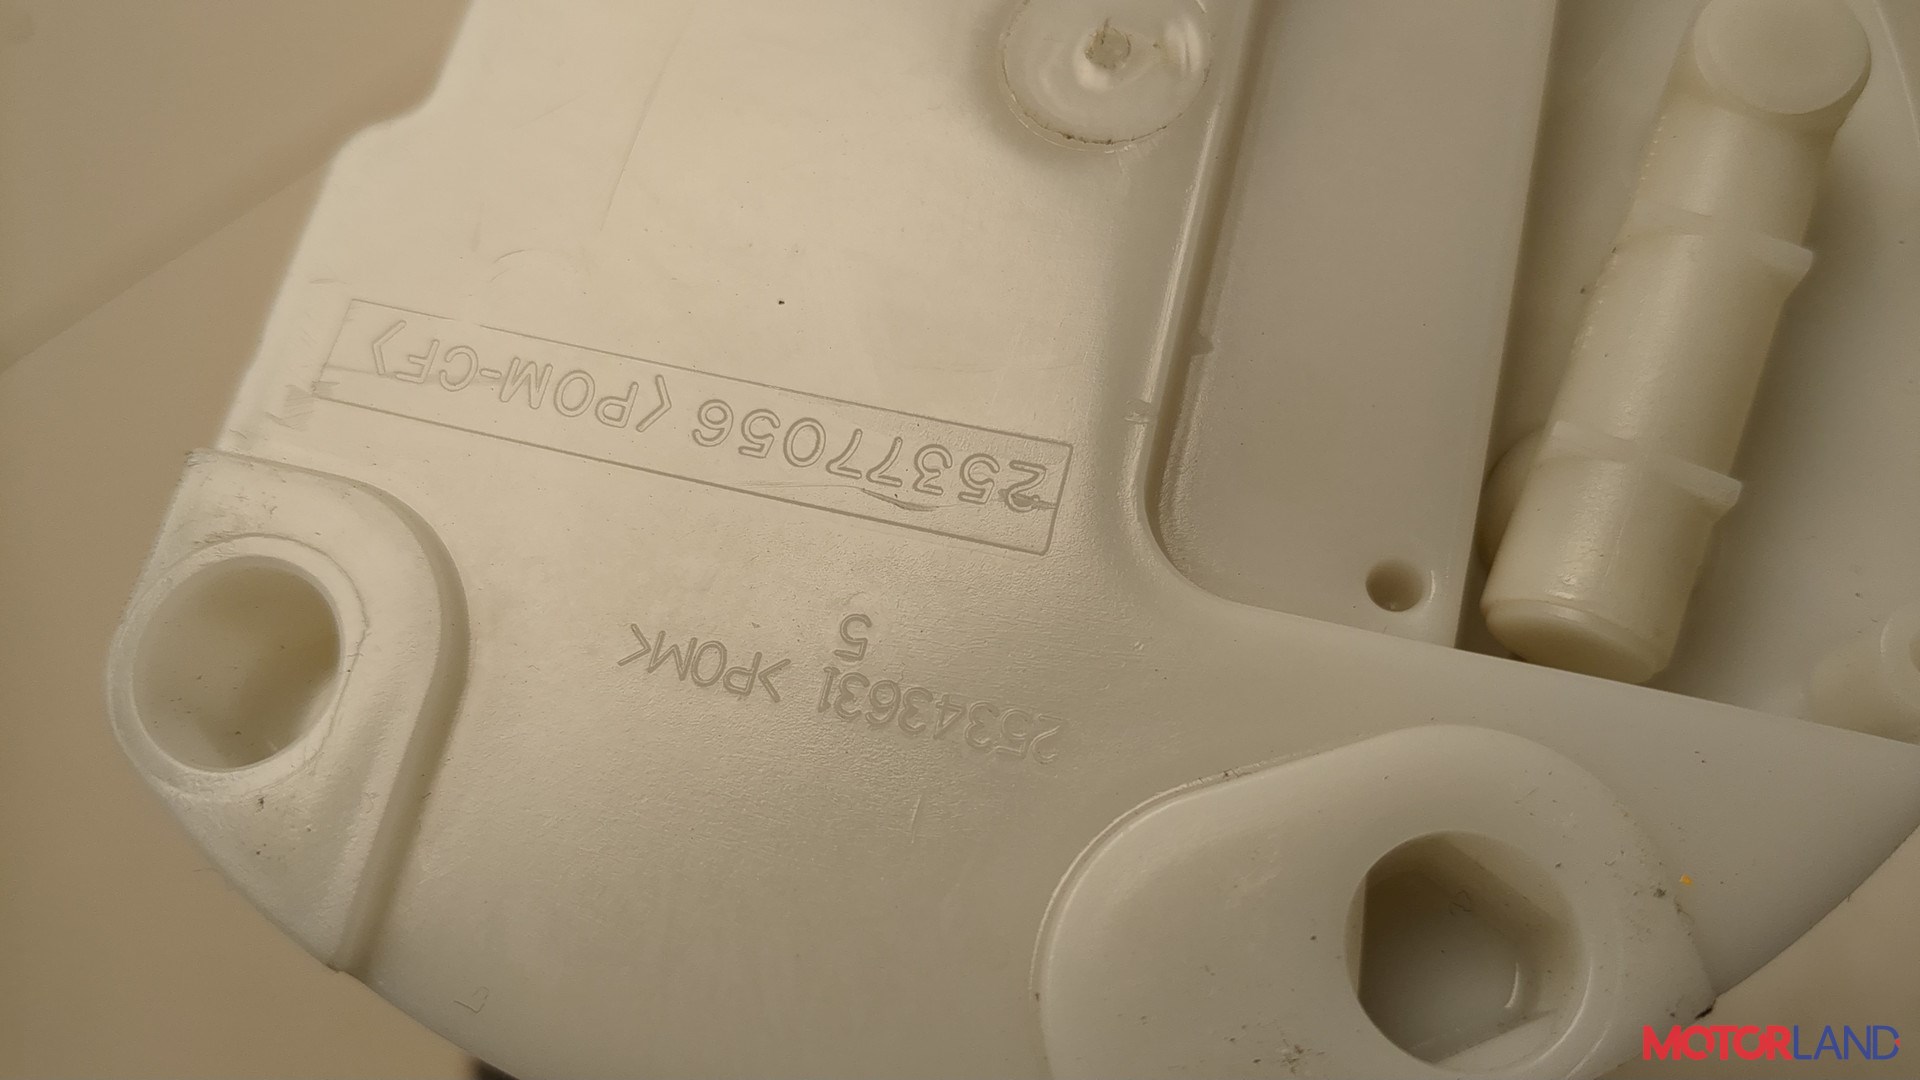 25343631 >POM<
5
25377056 <POM-CF>
MOTORLAND